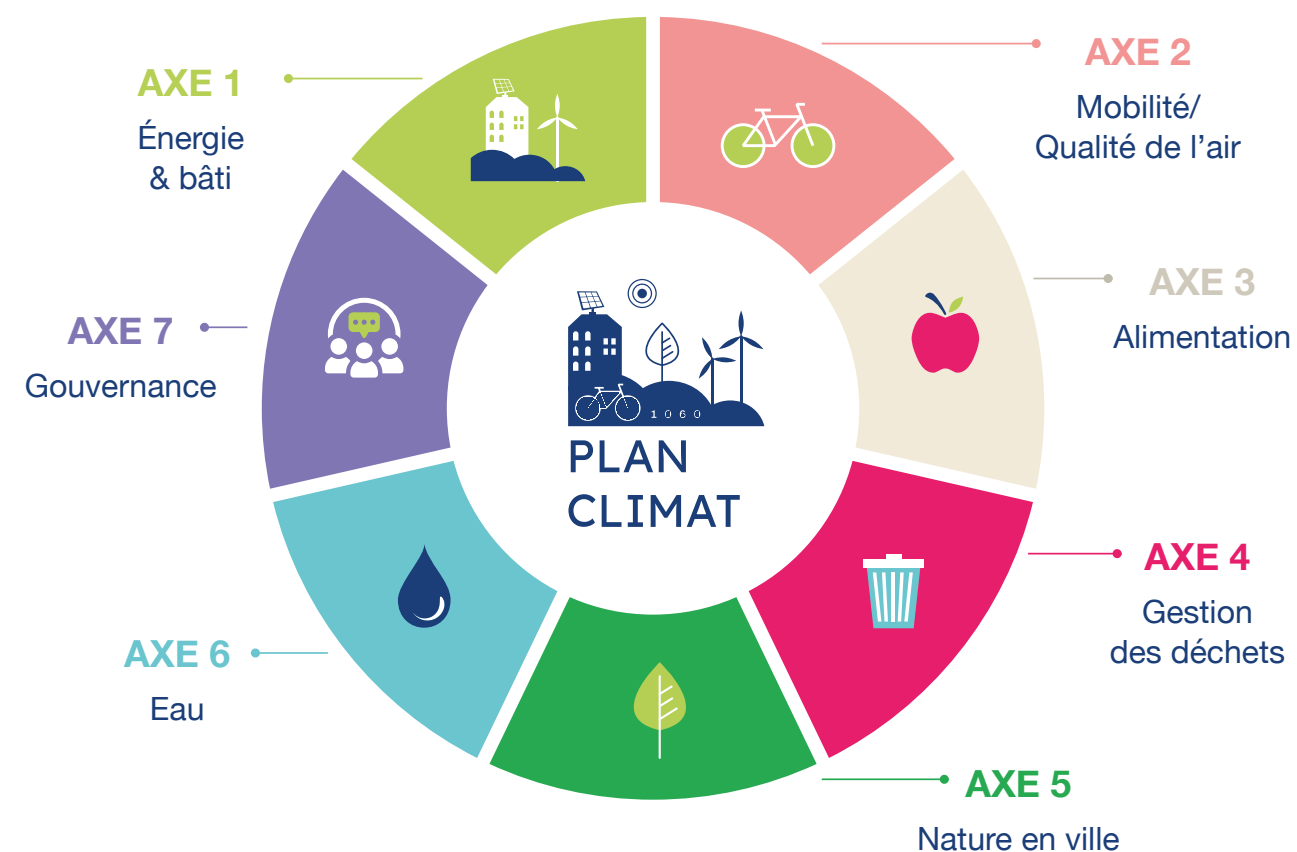 AXE 1
Énergie
& bâti
AXE 2
Mobilité/
Qualité de l’air
AXE 3
Alimentation
AXE 4
Gestion
des déchets
AXE 5
Nature en ville
AXE 6
Eau
AXE 7
Gouvernance
1060
PLAN
CLIMAT